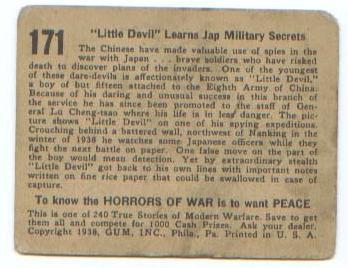 171
"Little Devil" Learns Jap Military Secrets
The Chinese have made valuable use of spies in the
war with Japan . . . brave soldiers who have risked
death to discover plans of the invaders. One of the youngest
of these dare-devils is affectionately known as "Little Devil,"
a boy of but fifteen attached to the Eighth Army of China.
Because of his daring and unusual success in this branch of
the service he has since been promoted to the staff of Gen-
eral Lu Cheng-tsao where his life is in less danger. The pic-
ture shows "Little Devil" on one of his spying expeditions.
Crouching behind a battered wall, northwest of Nanking in the
winter of 1938 he watches some Japanese officers while they
fight the next battle on paper. One false move on the part of
the boy would mean detection. Yet by extraordinary stealth
"Little Devil" got back to his own lines with important notes
written on fine rice paper that could be swallowed in case of
capture.
To know the HORRORS OF WAR is to want PEACE
This is one of 240 True Stories of Modern Warfare. Save to get
them all and compete for 1000 Cash Prizes. Ask your dealer.
Copyright 1938, GUM, INC., Phila., Pa. Printed in U. S. A.